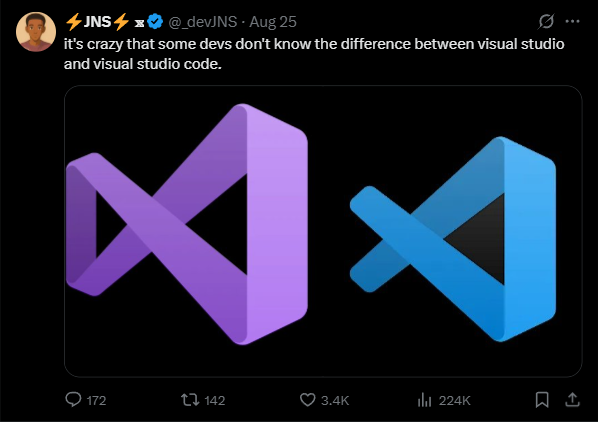 ⚡JNS⚡ @_devJNS · Aug 25
it's crazy that some devs don't know the difference between visual studio
and visual studio code.
172 142 3.4K 224K